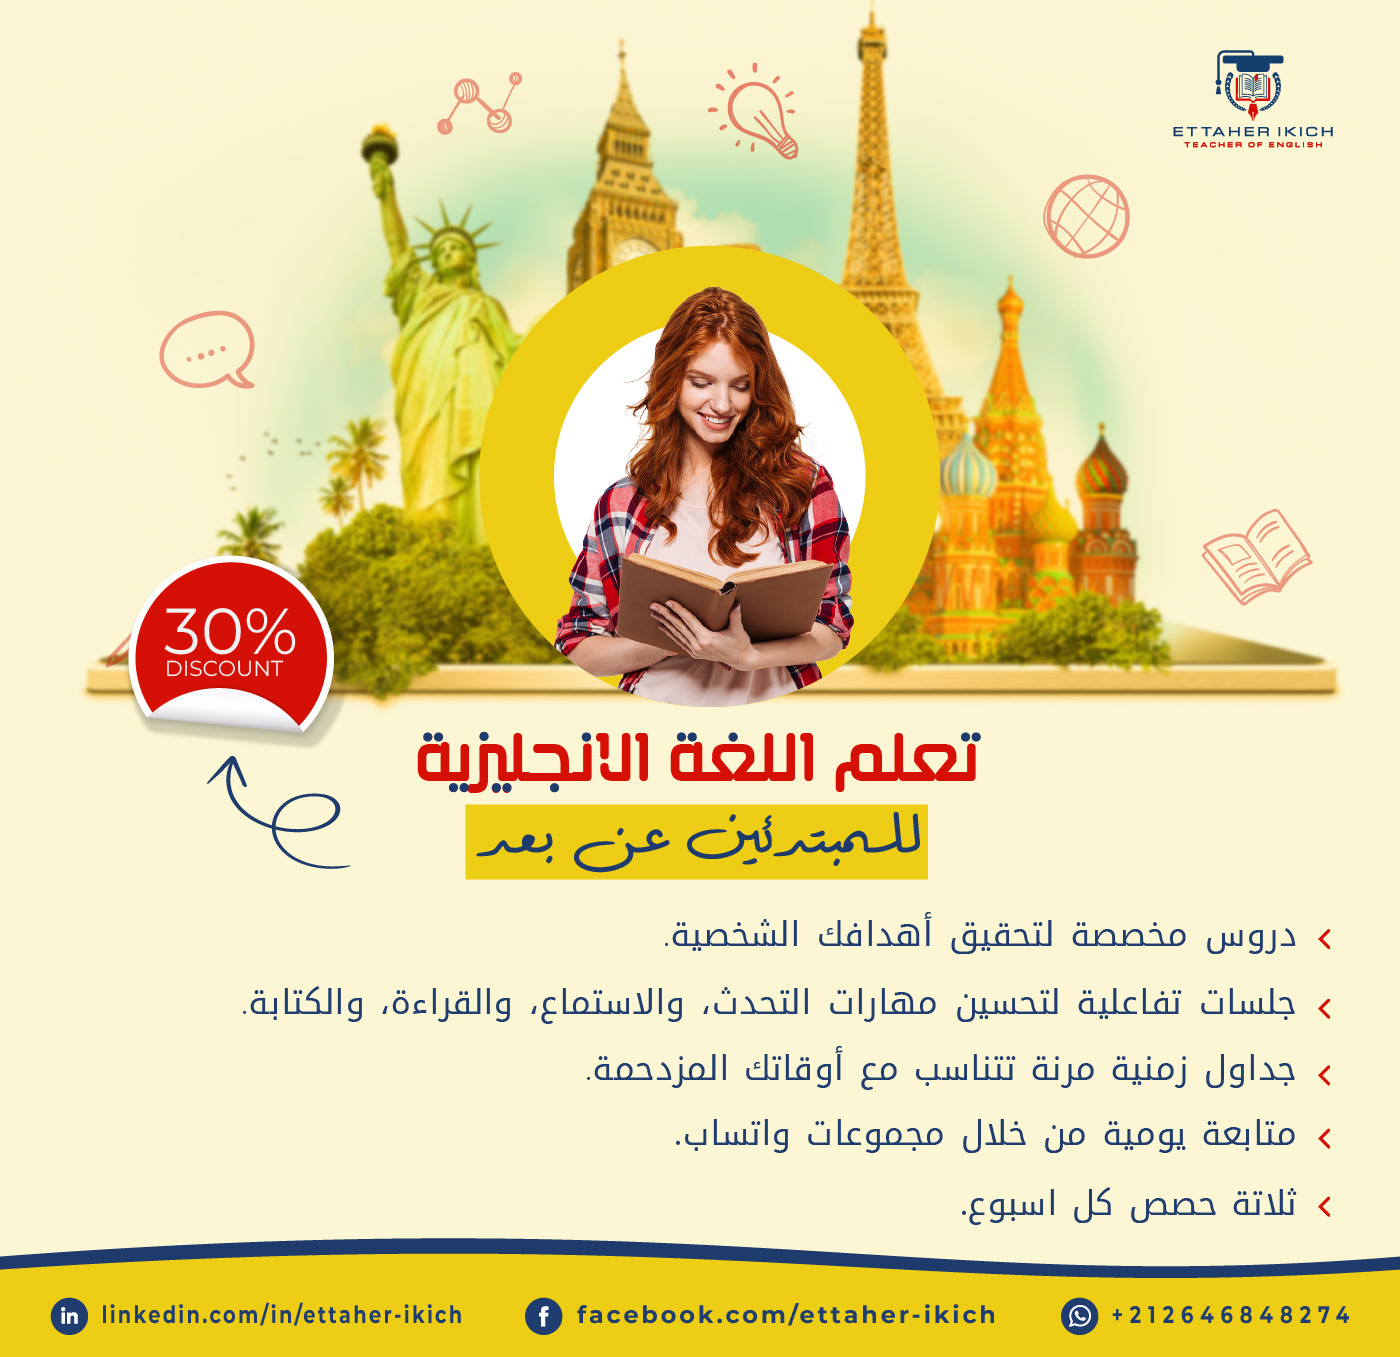 ETTAHER IKICH
TEACHER OF ENGLISH
30%
DISCOUNT
تعلم اللغة الانجليزية
للمبتدئين عن بعد
دروس مخصصة لتحقيق أهدافك الشخصية.
جلسات تفاعلية لتحسين مهارات التحدث، والاستماع، والقراءة، والكتابة.
جداول زمنية مرنة تتناسب مع أوقاتك المزدحمة.
متابعة يومية من خلال مجموعات واتساب.
ثلاتة حصص كل اسبوع.
linkedin.com/in/ettaher-ikich
facebook.com/ettaher-ikich
+212646848274